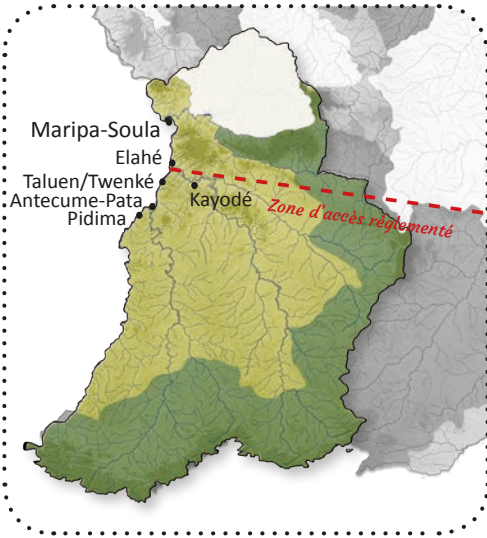 Maripa-Soula
Elahé
Taluen/Twenké
Antecume-Pata
Kayodé
Pidima
Zone d'accès réglementé